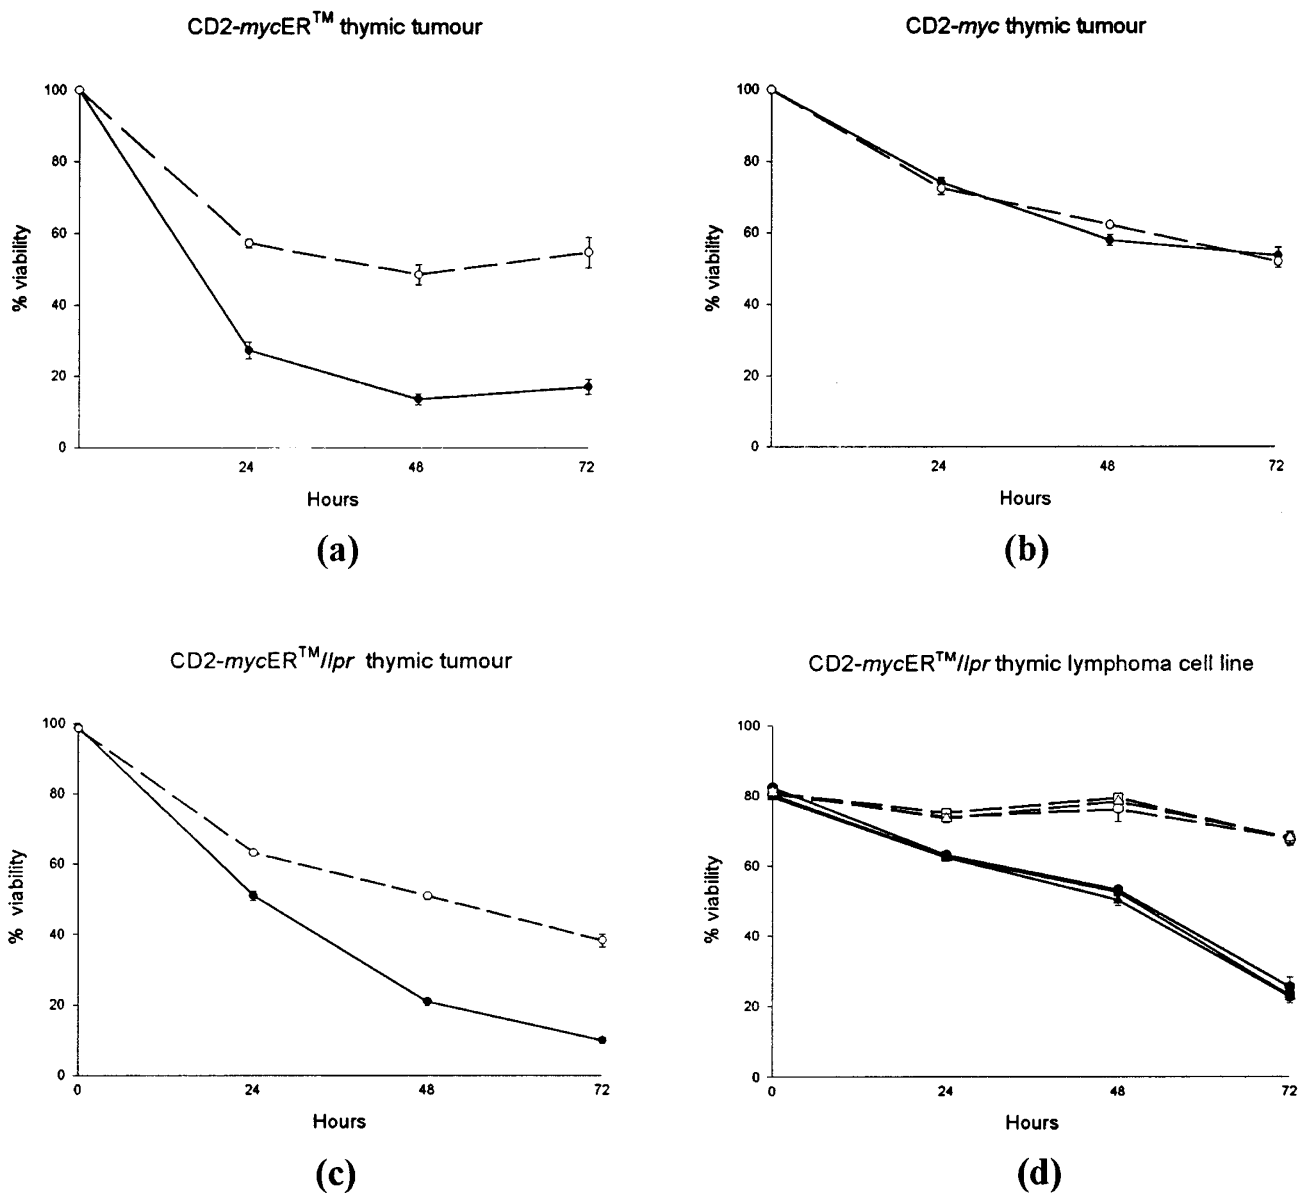 CD2-mycER™ thymic tumour
100
80
60
40
20
0
% viability
24 48 72
Hours
(a)
CD2-myc thymic tumour
100
80
60
40
20
0
% viability
24 48 72
Hours
(b)
CD2-mycER™/lpr thymic tumour
100
80
60
40
20
0
% viability
0 24 48 72
Hours
(c)
CD2-mycER™/lpr thymic lymphoma cell line
100
80
60
40
20
0
% viability
0 24 48 72
Hours
(d)